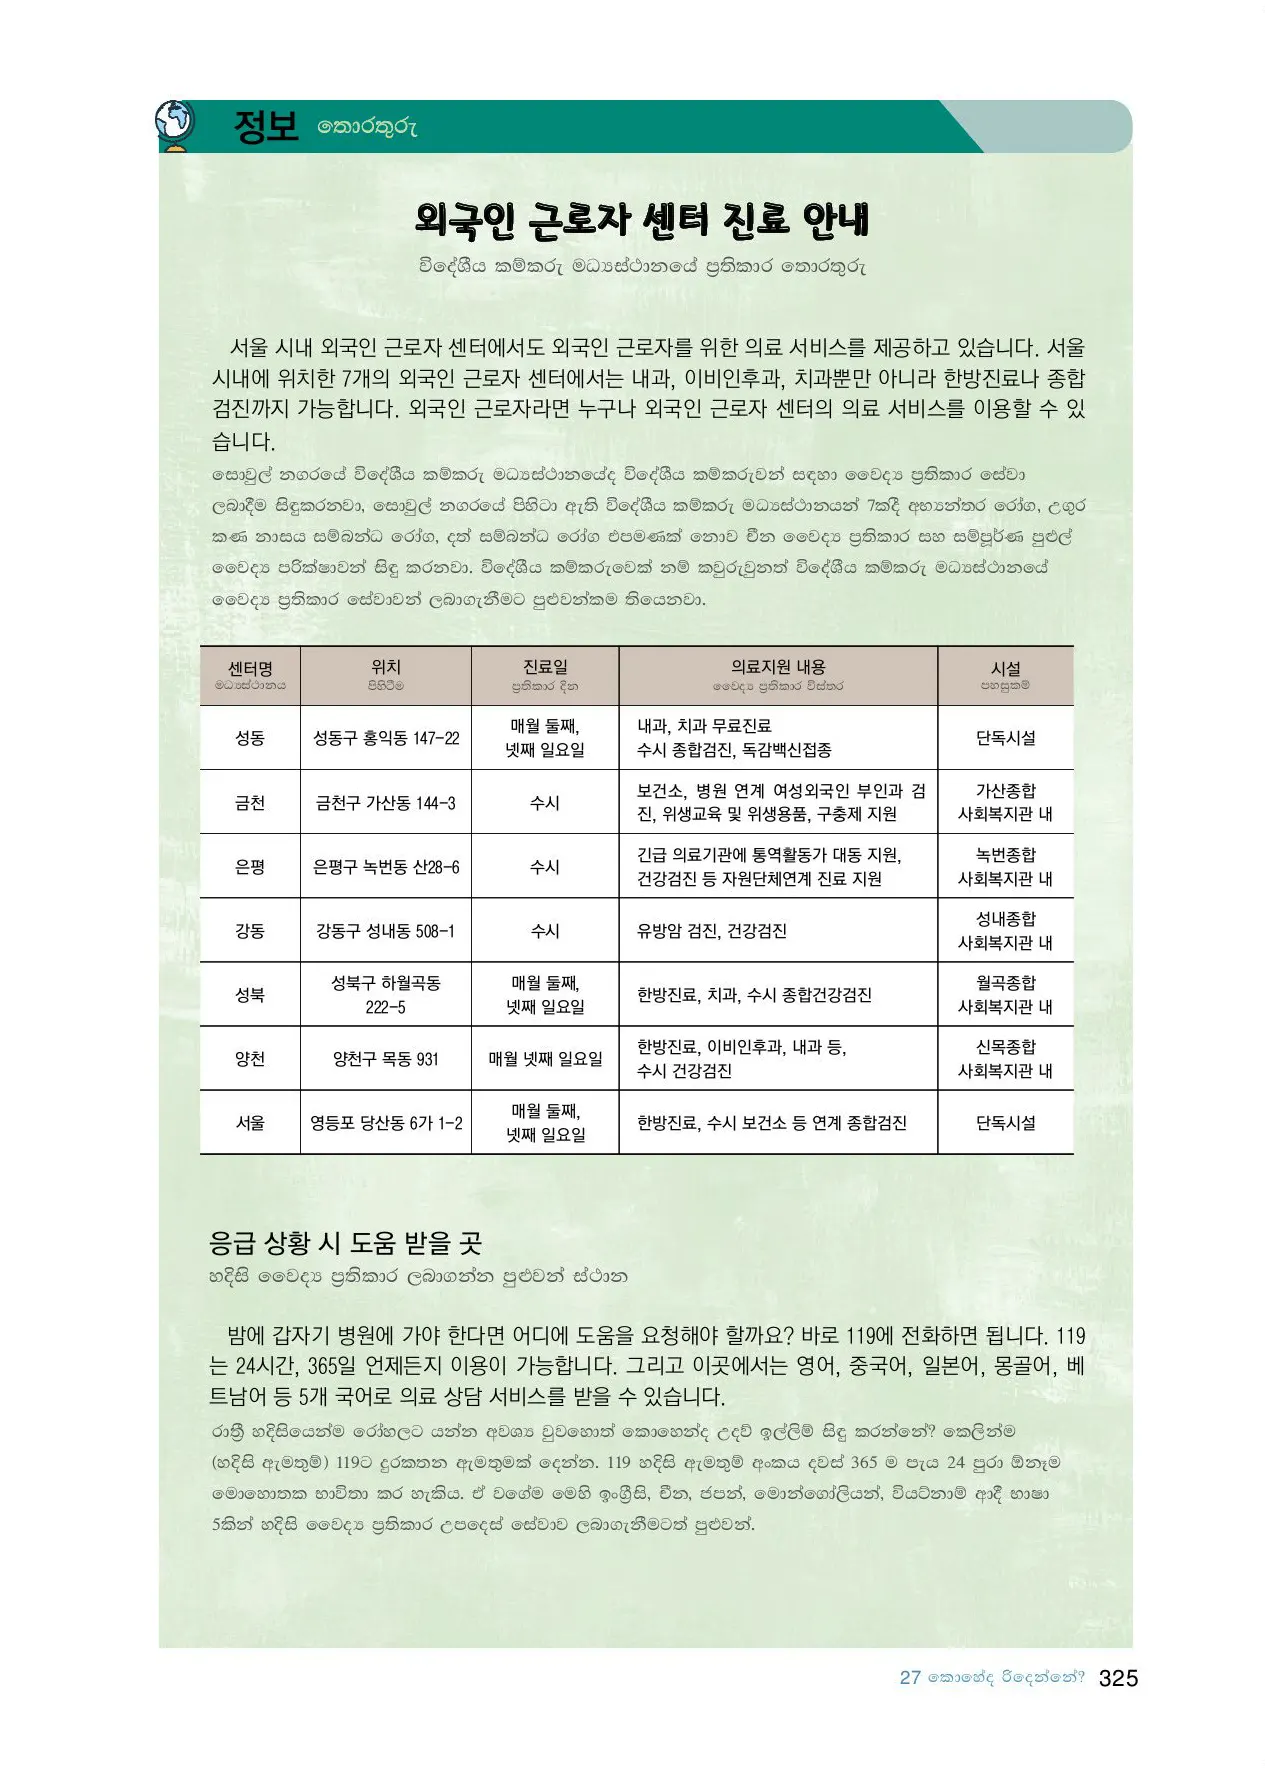 정보 තොරතුරු
외국인 근로자 센터 진료 안내
විදේශීය කම්කරු මධ්‍යස්ථානයේ ප්‍රතිකාර තොරතුරු
서울 시내 외국인 근로자 센터에서도 외국인 근로자를 위한 의료 서비스를 제공하고 있습니다. 서울
시내에 위치한 7개의 외국인 근로자 센터에서는 내과, 이비인후과, 치과뿐만 아니라 한방진료나 종합
검진까지 가능합니다. 외국인 근로자라면 누구나 외국인 근로자 센터의 의료 서비스를 이용할 수 있
습니다.
සොවුල් නගරයේ විදේශීය කම්කරු මධ්‍යස්ථානයේද විදේශීය කම්කරුවන් සඳහා වෛද්‍ය ප්‍රතිකාර සේවා
ලබාදීම සිඳුකරනවා, සොවුල් නගරයේ පිහිටා ඇති විදේශීය කම්කරු මධ්‍යස්ථානයන් 7කදී අභ්‍යන්තර රෝග, උගුර
කණ නාසය සම්බන්ධ රෝග, දත් සම්බන්ධ රෝග එපමණක් නොව චීන වෛද්‍ය ප්‍රතිකාර සහ සම්පූර්ණ පුළුල්
වෛද්‍ය පරික්ෂාවන් සිඳු කරනවා. විදේශීය කම්කරුවෙක් නම් කවුරුවුනත් විදේශීය කම්කරු මධ්‍යස්ථානයේ
වෛද්‍ය ප්‍රතිකාර සේවාවන් ලබාගැනීමට පුළුවන්කම තියෙනවා.
센터명 위치 진료일 의료지원 내용 시설
මධ්‍යස්ථානය පිහිටීම ප්‍රතිකාර දින වෛද්‍ය ප්‍රතිකාර විස්තර පහසුකම්
성동 성동구 홍익동 147-22 매월 둘째, 넷째 일요일 내과, 치과 무료진료 수시 종합검진, 독감백신접종 단독시설
금천 금천구 가산동 144-3 수시 보건소, 병원 연계 여성외국인 부인과 검진, 위생교육 및 위생용품, 구충제 지원 가산종합 사회복지관 내
은평 은평구 녹번동 산28-6 수시 긴급 의료기관에 통역활동가 대동 지원, 건강검진 등 자원단체연계 진료 지원 녹번종합 사회복지관 내
강동 강동구 성내동 508-1 수시 유방암 검진, 건강검진 성내종합 사회복지관 내
성북 성북구 하월곡동 222-5 매월 둘째, 넷째 일요일 한방진료, 치과, 수시 종합건강검진 월곡종합 사회복지관 내
양천 양천구 목동 931 매월 넷째 일요일 한방진료, 이비인후과, 내과 등, 수시 건강검진 신목종합 사회복지관 내
서울 영등포 당산동 6가 1-2 매월 둘째, 넷째 일요일 한방진료, 수시 보건소 등 연계 종합검진 단독시설
응급 상황 시 도움 받을 곳
හදිසි වෛද්‍ය ප්‍රතිකාර ලබාගන්න පුළුවන් ස්ථාන
밤에 갑자기 병원에 가야 한다면 어디에 도움을 요청해야 할까요? 바로 119에 전화하면 됩니다. 119
는 24시간, 365일 언제든지 이용이 가능합니다. 그리고 이곳에서는 영어, 중국어, 일본어, 몽골어, 베
트남어 등 5개 국어로 의료 상담 서비스를 받을 수 있습니다.
රාත්‍රී හදිසියෙන්ම රෝහලට යන්න අවශ්‍ය වුවහොත් කොහෙන්ද උදව් ඉල්ලීම් සිඳු කරන්නේ? කෙලින්ම
(හදිසි ඇමතුම්) 119ට දුරකතන ඇමතුමක් දෙන්න. 119 හදිසි ඇමතුම් අංකය දවස් 365 ම පැය 24 පුරා ඕනෑම
මොහොතක භාවිතා කර හැකිය. ඒ වගේම මෙහි ඉංග්‍රීසි, චීන, ජපන්, මොන්ගෝලියන්, වියට්නාම් ආදී භාෂා
5කින් හදිසි වෛද්‍ය ප්‍රතිකාර උපදෙස් සේවාව ලබාගැනීමටත් පුළුවන්.
27 කොහේද රිදෙන්නේ? 325